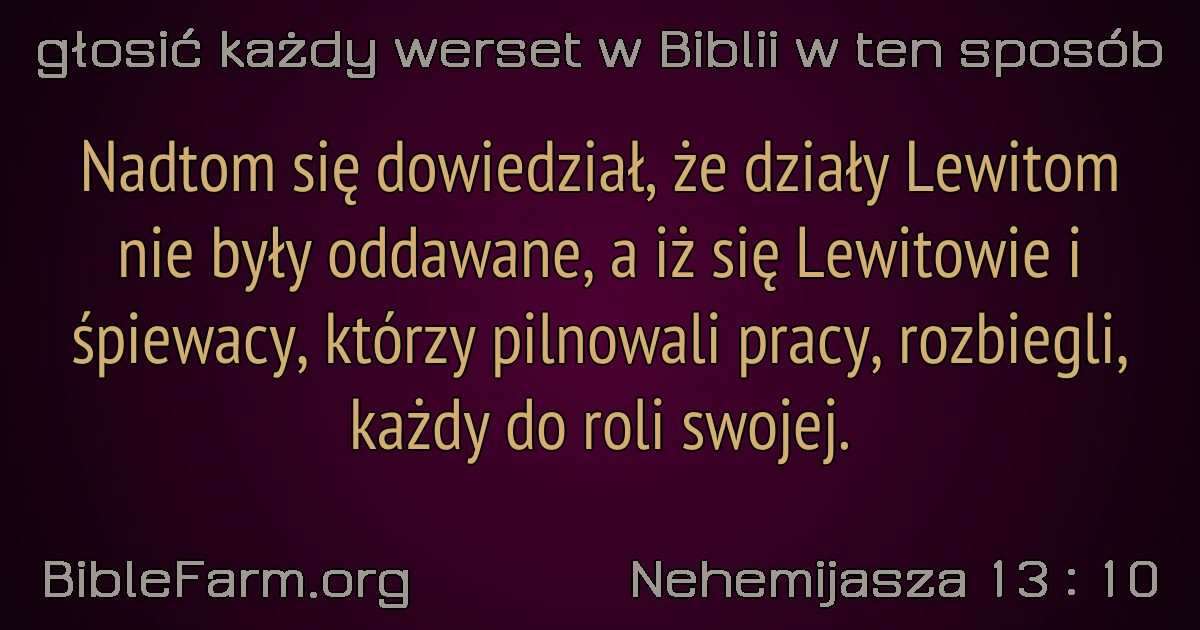 głosić każdy werset w Biblii w ten sposób
Nadtom się dowiedział, że działy Lewitom
nie były oddawane, a iż się Lewitowie i
śpiewacy, którzy pilnowali pracy, rozbiegli,
każdy do roli swojej.
BibleFarm.org
Nehemijasza 13 : 10